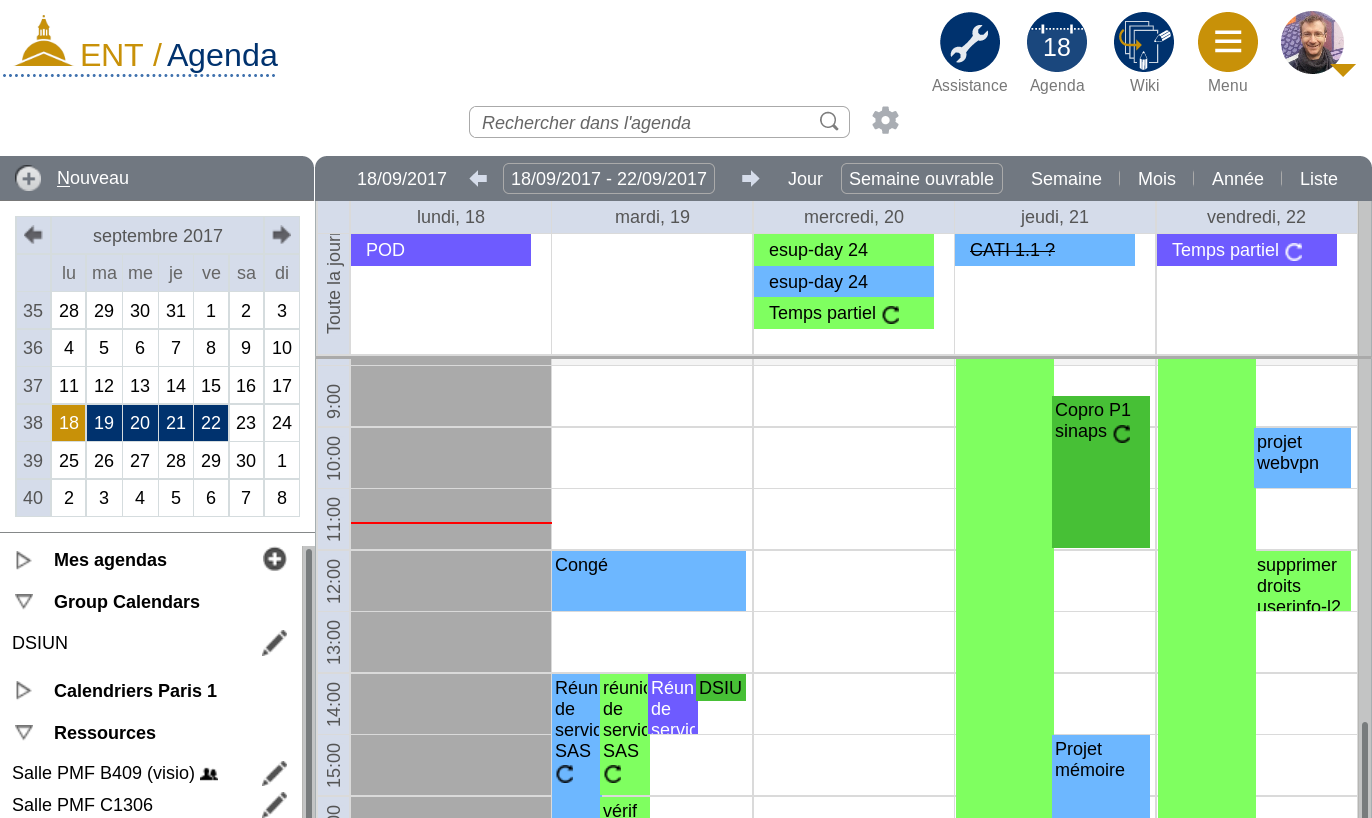 ENT / Agenda
18
Assistance
Agenda
Wiki
Menu
Rechercher dans l'agenda
Nouveau
18/09/2017
18/09/2017 - 22/09/2017
Jour
Semaine ouvrable
Semaine
Mois
Année
Liste
septembre 2017
lu ma me je ve sa di
35 28 29 30 31 1 2 3
36 4 5 6 7 8 9 10
37 11 12 13 14 15 16 17
38 18 19 20 21 22 23 24
39 25 26 27 28 29 30 1
40 2 3 4 5 6 7 8
Mes agendas
Group Calendars
DSIUN
Calendriers Paris 1
Ressources
Salle PMF B409 (visio)
Salle PMF C1306
lundi, 18
mardi, 19
mercredi, 20
jeudi, 21
vendredi, 22
Toute la jour
POD
esup-day 24
esup-day 24
Temps partiel
CATI 1.1 ?
Temps partiel
9:00
10:00
11:00
12:00
13:00
14:00
15:00
Congé
Réun
de
servic
SAS
réunic
de
servic
SAS
vérif
Réun
de
servic
DSIU
Copro P1
sinaps
Projet
mémoire
projet
webvpn
supprimer
droits
userinfo-l2